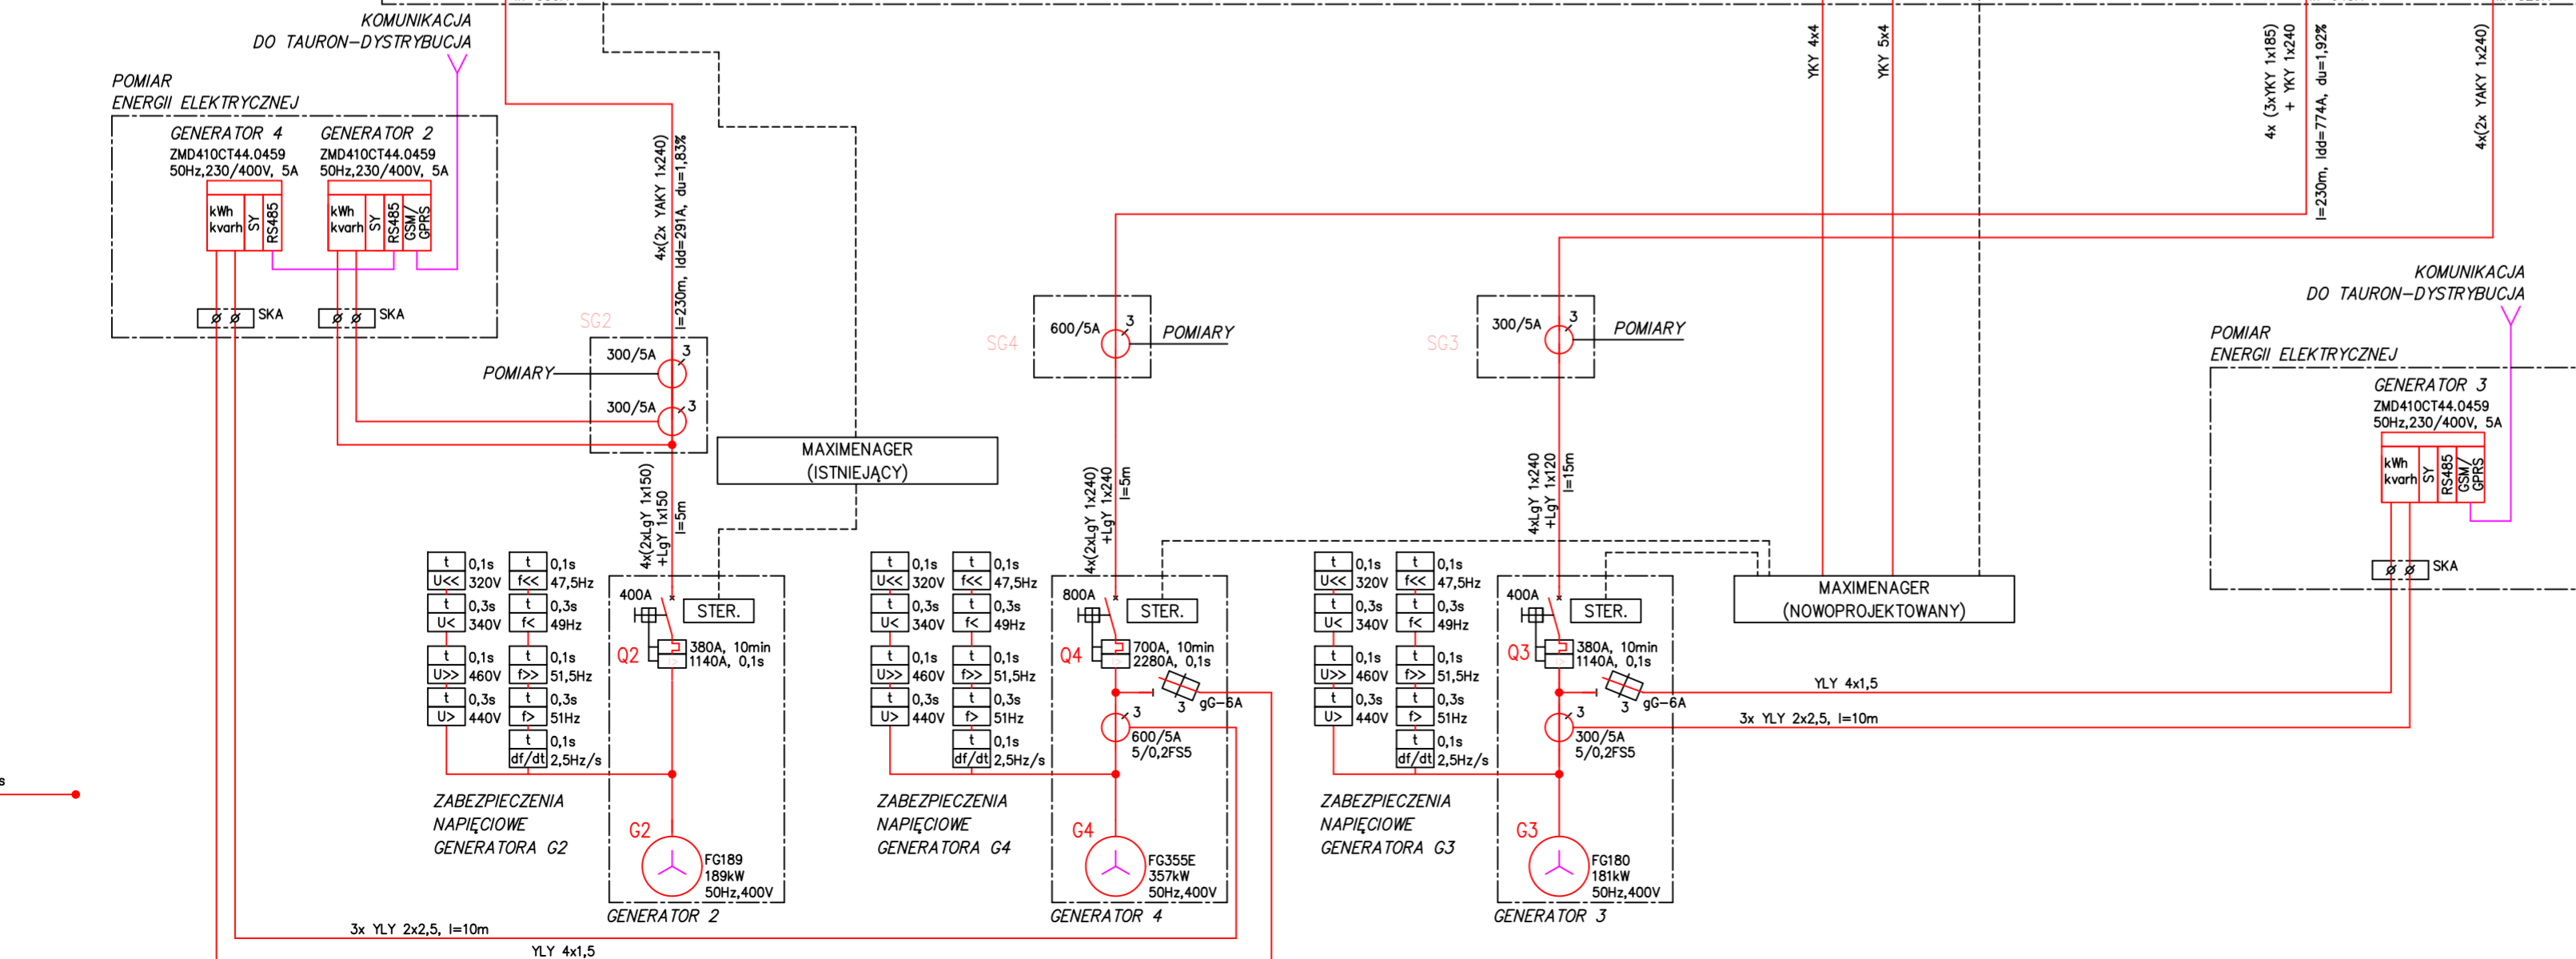 KOMUNIKACJA
DO TAURON-DYSTRYBUCJA
POMIAR
ENERGII ELEKTRYCZNEJ
GENERATOR 4
ZMD410CT44.0459
50Hz,230/400V, 5A
kWh
kvarh
SY
RS485
SKA
GENERATOR 2
ZMD410CT44.0459
50Hz,230/400V, 5A
kWh
kvarh
SY
RS485
GSM/
GPRS
SKA
4x(2x YAKY 1x240)
l=230m, Idd=291A, du=1,83%
SG2
300/5A
3
POMIARY
300/5A
3
MAXIMENAGER
(ISTNIEJĄCY)
4x(2xLgY 1x150)
+LgY 1x150
l=5m
t
0,1s
U<<
320V
t
0,3s
U<
340V
t
0,1s
U>>
460V
t
0,3s
U>
440V
t
0,1s
f<<
47,5Hz
t
0,3s
f<
49Hz
t
0,1s
f>>
51,5Hz
t
0,3s
f>
51Hz
t
0,1s
df/dt
2,5Hz/s
ZABEZPIECZENIA
NAPIĘCIOWE
GENERATORA G2
400A
STER.
Q2
380A, 10min
1140A, 0,1s
G2
FG189
189kW
50Hz,400V
GENERATOR 2
3x YLY 2x2,5, l=10m
YLY 4x1,5
s
SG4
600/5A
3
POMIARY
4x(2xLgY 1x240)
+LgY 1x240
l=5m
t
0,1s
U<<
320V
t
0,3s
U<
340V
t
0,1s
U>>
460V
t
0,3s
U>
440V
t
0,1s
f<<
47,5Hz
t
0,3s
f<
49Hz
t
0,1s
f>>
51,5Hz
t
0,3s
f>
51Hz
t
0,1s
df/dt
2,5Hz/s
ZABEZPIECZENIA
NAPIĘCIOWE
GENERATORA G4
800A
STER.
Q4
700A, 10min
2280A, 0,1s
3
gG-6A
3
600/5A
5/0,2FS5
G4
FG355E
357kW
50Hz,400V
GENERATOR 4
SG3
300/5A
3
POMIARY
4xLgY 1x240
+LgY 1x120
l=15m
t
0,1s
U<<
320V
t
0,3s
U<
340V
t
0,1s
U>>
460V
t
0,3s
U>
440V
t
0,1s
f<<
47,5Hz
t
0,3s
f<
49Hz
t
0,1s
f>>
51,5Hz
t
0,3s
f>
51Hz
t
0,1s
df/dt
2,5Hz/s
ZABEZPIECZENIA
NAPIĘCIOWE
GENERATORA G3
400A
STER.
Q3
380A, 10min
1140A, 0,1s
3
gG-6A
3
300/5A
5/0,2FS5
G3
FG180
181kW
50Hz,400V
GENERATOR 3
YKY 4x4
YKY 5x4
MAXIMENAGER
(NOWOPROJEKTOWANY)
YLY 4x1,5
3x YLY 2x2,5, l=10m
4x (3xYKY 1x185)
+ YKY 1x240
l=230m, Idd=774A, du=1,92%
4x(2x YAKY 1x240)
KOMUNIKACJA
DO TAURON-DYSTRYBUCJA
POMIAR
ENERGII ELEKTRYCZNEJ
GENERATOR 3
ZMD410CT44.0459
50Hz,230/400V, 5A
kWh
kvarh
SY
RS485
GSM/
GPRS
SKA